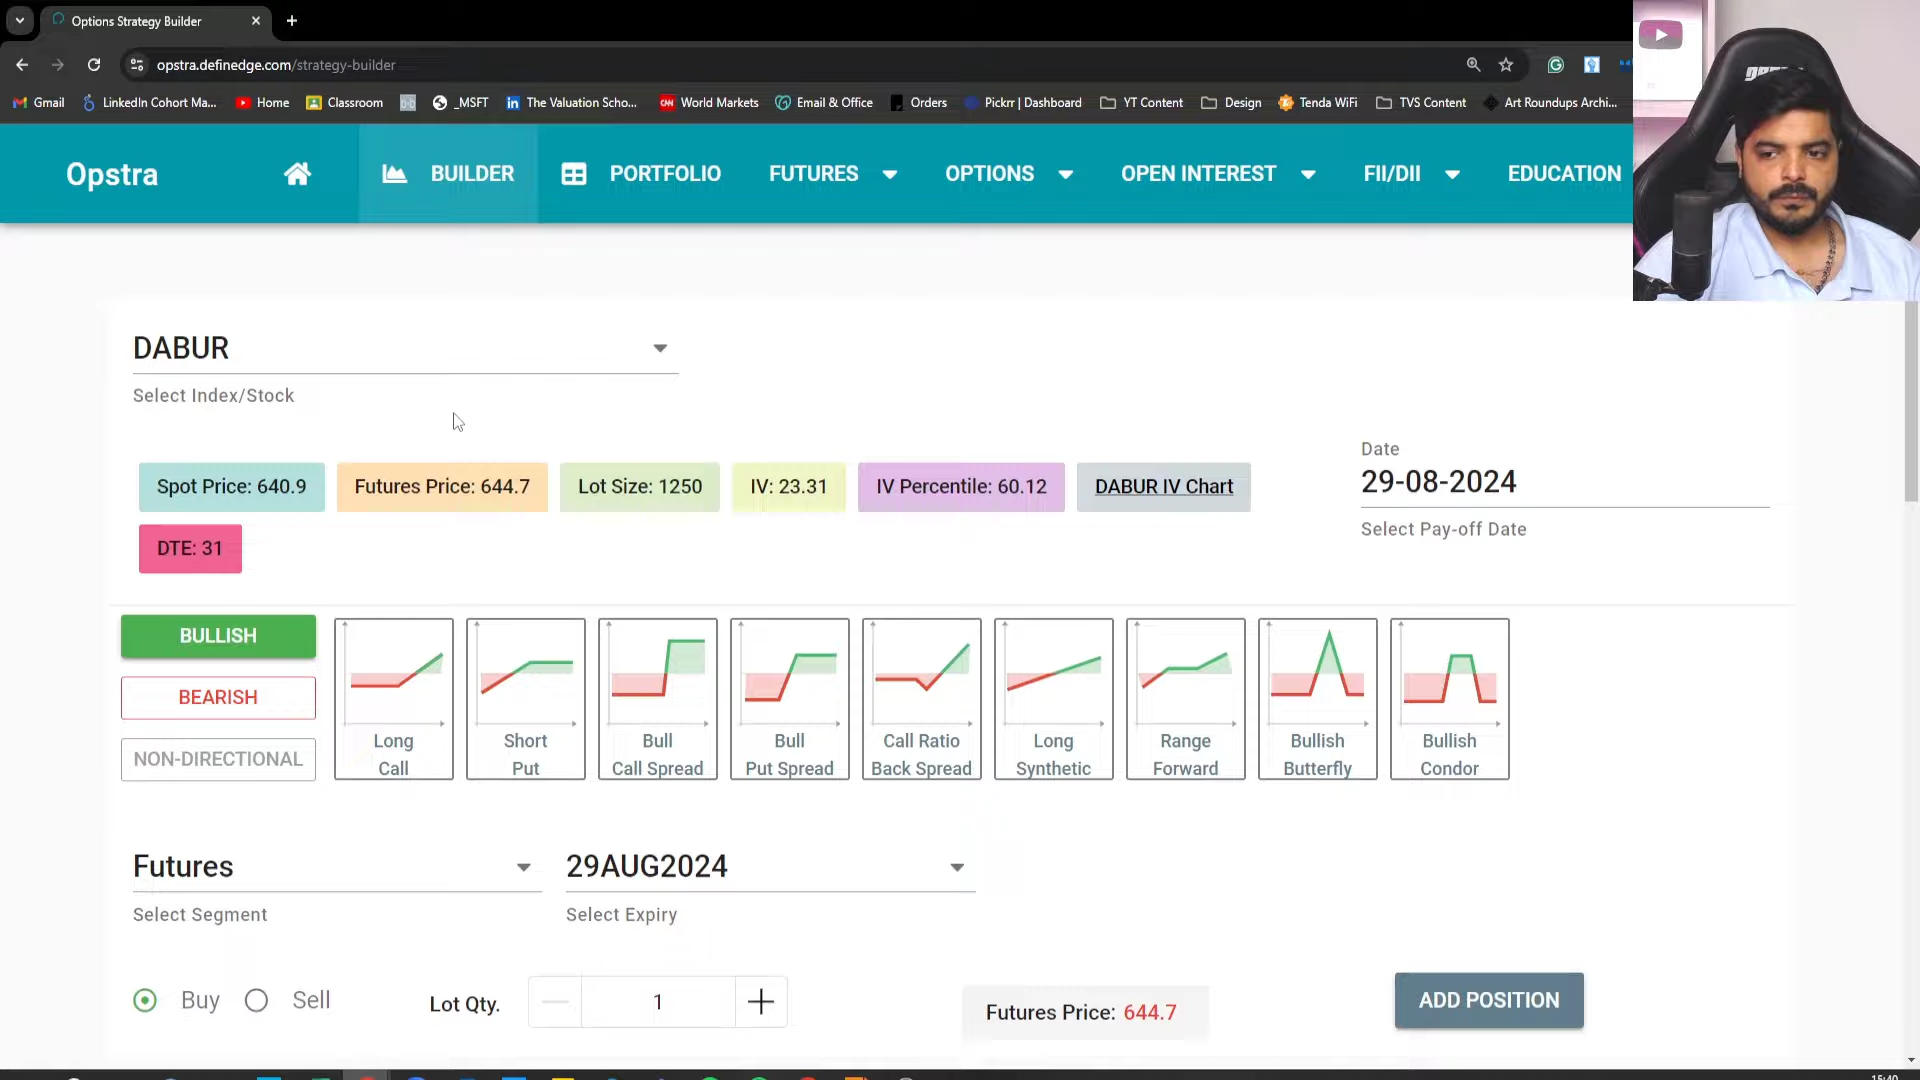 Options Strategy Builder
opstra.definedge.com/strategy-builder
Gmail LinkedIn Cohort Ma... Home Classroom _MSFT The Valuation Scho... World Markets Email & Office Orders Pickrr | Dashboard YT Content Design Tenda WiFi TVS Content Art Roundups Archi...
Opstra BUILDER PORTFOLIO FUTURES OPTIONS OPEN INTEREST FII/DII EDUCATION
DABUR
Select Index/Stock
Date
29-08-2024
Select Pay-off Date
Spot Price: 640.9 Futures Price: 644.7 Lot Size: 1250 IV: 23.31 IV Percentile: 60.12 DABUR IV Chart
DTE: 31
BULLISH
BEARISH
NON-DIRECTIONAL
Long
Call
Short
Put
Bull
Call Spread
Bull
Put Spread
Call Ratio
Back Spread
Long
Synthetic
Range
Forward
Bullish
Butterfly
Bullish
Condor
Futures 29AUG2024
Select Segment Select Expiry
Buy Sell Lot Qty. 1 Futures Price: 644.7 ADD POSITION